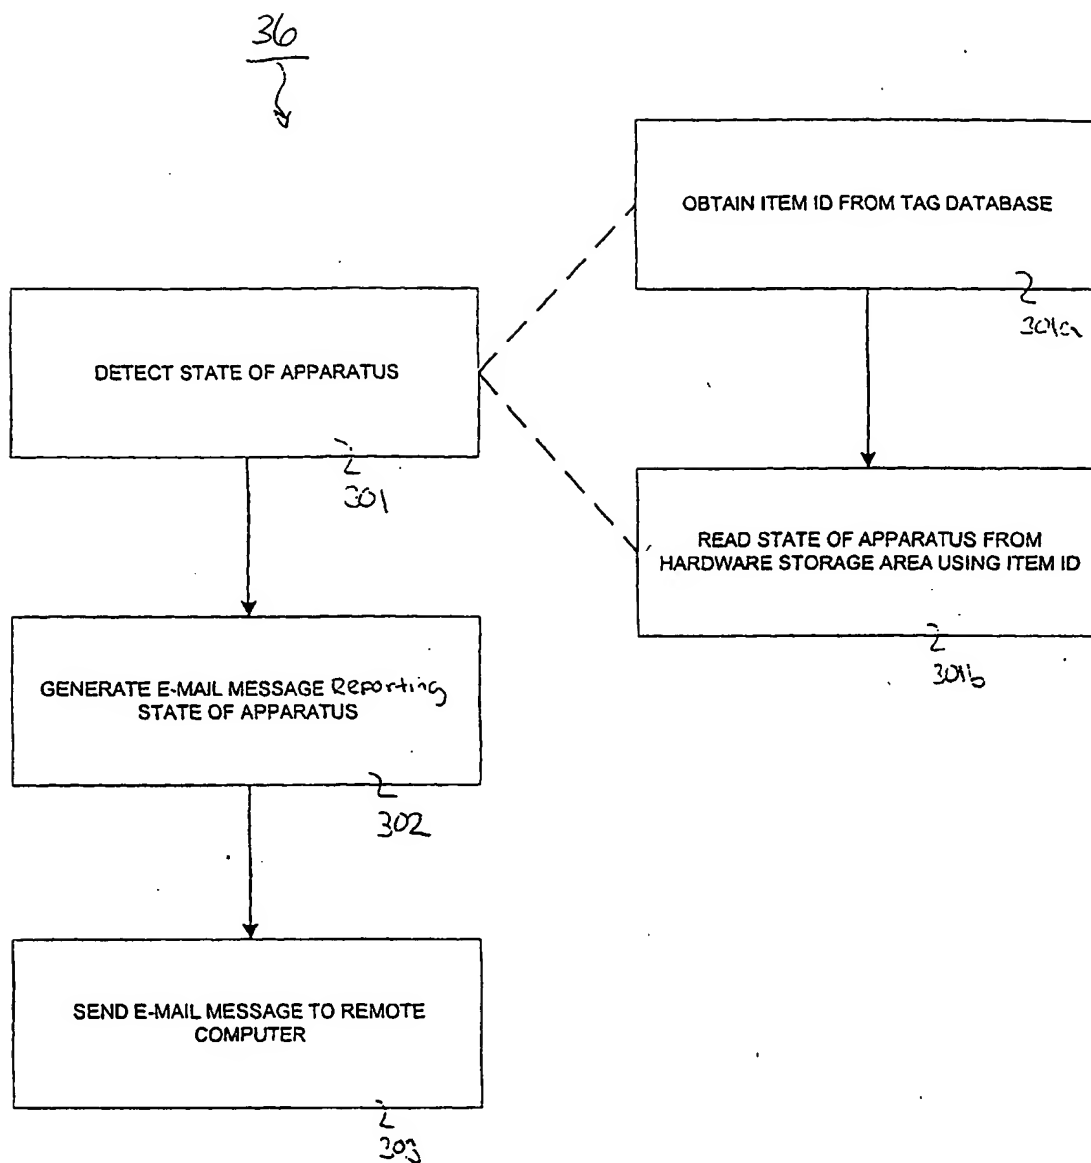 36
OBTAIN ITEM ID FROM TAG DATABASE
301a
DETECT STATE OF APPARATUS
301
READ STATE OF APPARATUS FROM
HARDWARE STORAGE AREA USING ITEM ID
301b
GENERATE E-MAIL MESSAGE Reporting
STATE OF APPARATUS
302
SEND E-MAIL MESSAGE TO REMOTE
COMPUTER
303